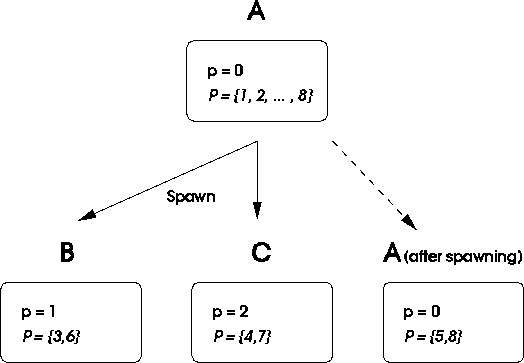 A
p = 0
P = {1, 2, ... , 8}
Spawn
B
C
A (after spawning)
p = 1
P = {3,6}
p = 2
P = {4,7}
p = 0
P = {5,8}